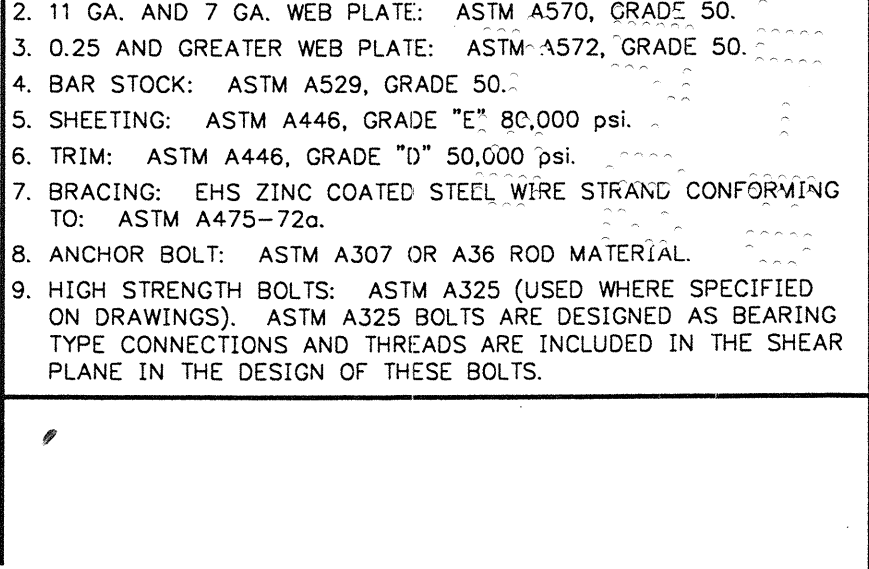 2. 11 GA. AND 7 GA. WEB PLATE: ASTM A570, GRADE 50.
3. 0.25 AND GREATER WEB PLATE: ASTM A572, GRADE 50.
4. BAR STOCK: ASTM A529, GRADE 50.
5. SHEETING: ASTM A446, GRADE "E" 80,000 psi.
6. TRIM: ASTM A446, GRADE "D" 50,000 psi.
7. BRACING: EHS ZINC COATED STEEL WIRE STRAND CONFORMING
TO: ASTM A475-72a.
8. ANCHOR BOLT: ASTM A307 OR A36 ROD MATERIAL.
9. HIGH STRENGTH BOLTS: ASTM A325 (USED WHERE SPECIFIED
ON DRAWINGS). ASTM A325 BOLTS ARE DESIGNED AS BEARING
TYPE CONNECTIONS AND THREADS ARE INCLUDED IN THE SHEAR
PLANE IN THE DESIGN OF THESE BOLTS.